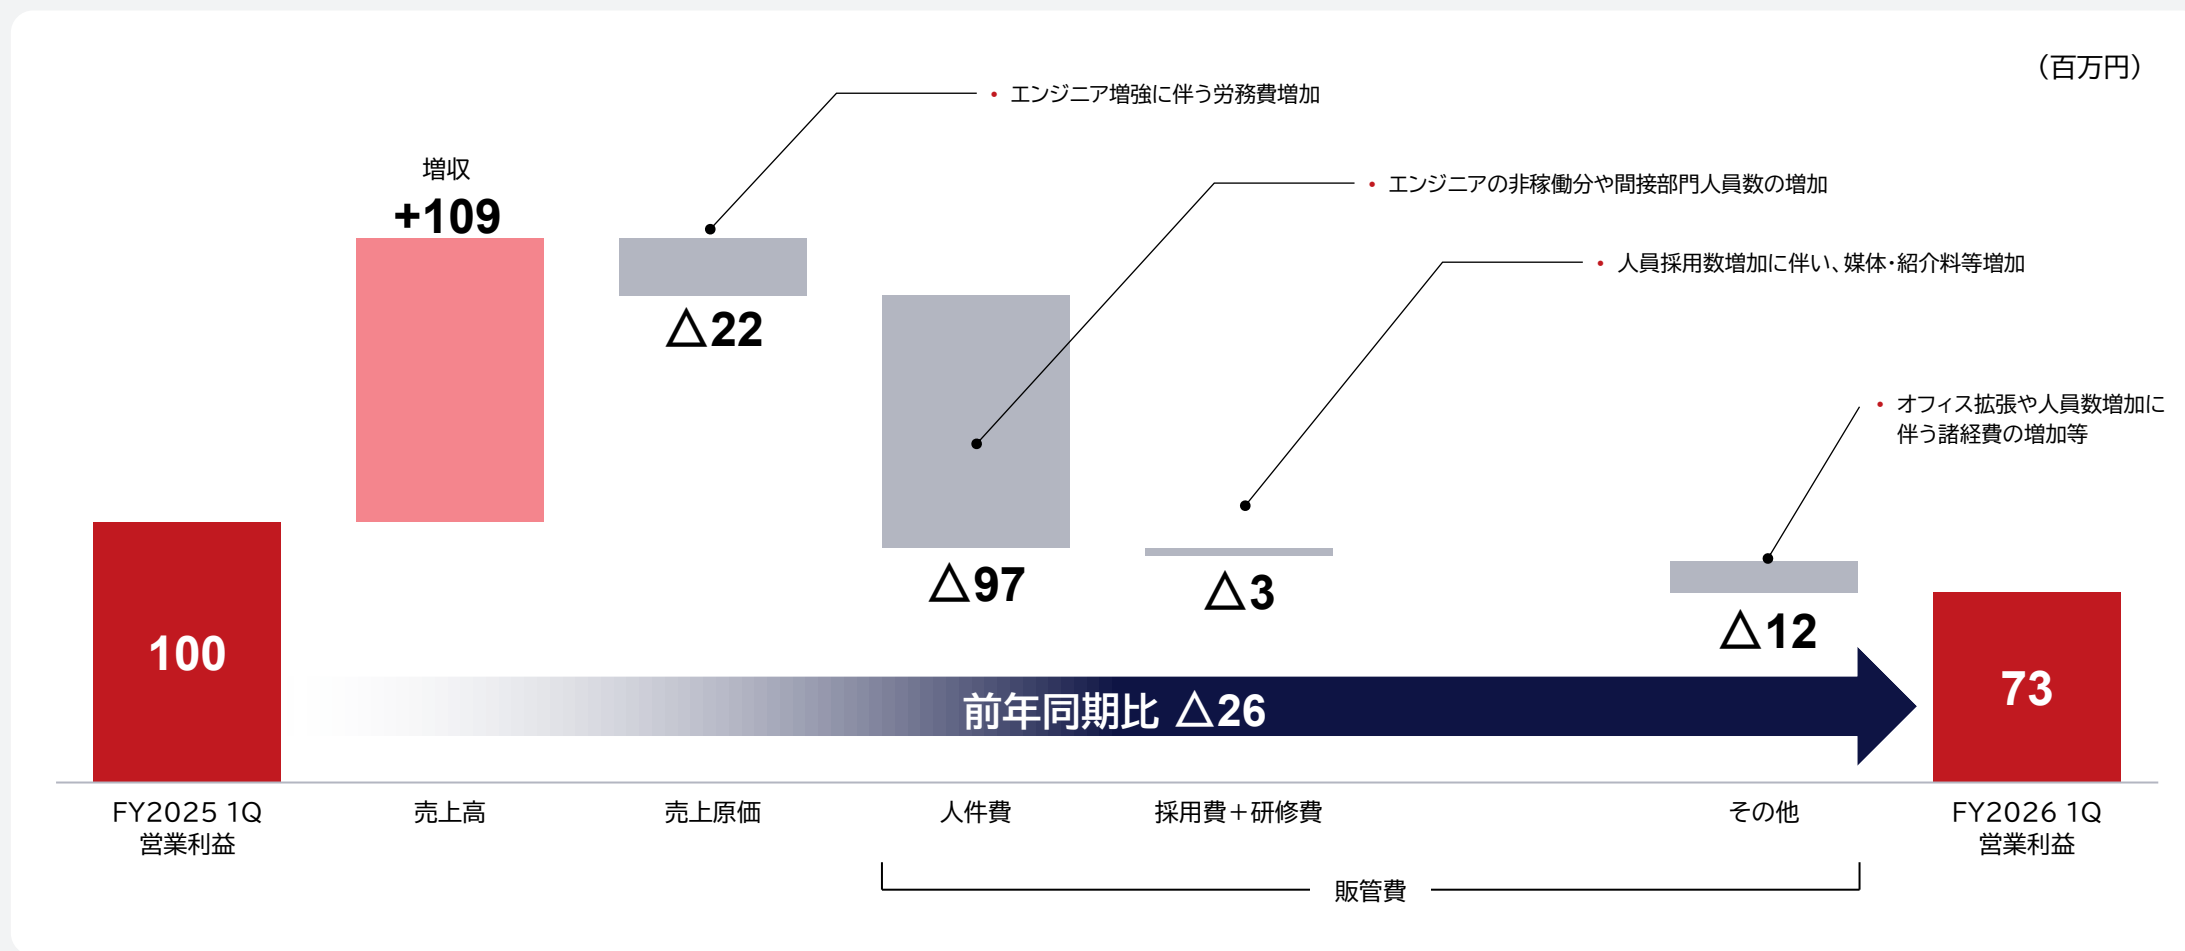 （百万円）
• エンジニア増強に伴う労務費増加
増収
+109
• エンジニアの非稼働分や間接部門人員数の増加
• 人員採用数増加に伴い、媒体・紹介料等増加
△22
• オフィス拡張や人員数増加に
伴う諸経費の増加等
△97
△3
△12
100
73
前年同期比 △26
FY2025 1Q
営業利益
売上高
売上原価
人件費
採用費＋研修費
その他
FY2026 1Q
営業利益
販管費